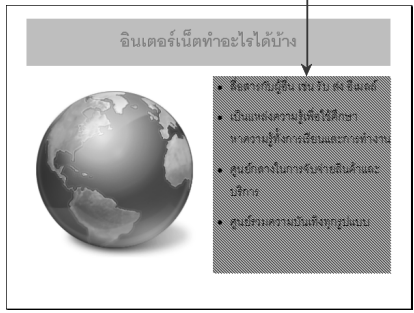 อินเตอร์เน็ตทำอะไรได้บ้าง
• สื่อสารกับผู้อื่น เช่น รับ ส่ง อีเมลล์
• เป็นแหล่งความรู้เพื่อใช้ศึกษา
หาความรู้ทั้งการเรียนและการทำงาน
• ศูนย์กลางในการจับจ่ายสินค้าและ
บริการ
• ศูนย์รวมความบันเทิงทุกรูปแบบ